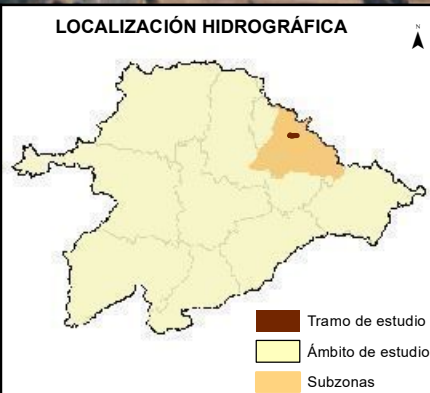 LOCALIZACIÓN HIDROGRÁFICA
N
Tramo de estudio
Ámbito de estudio
Subzonas